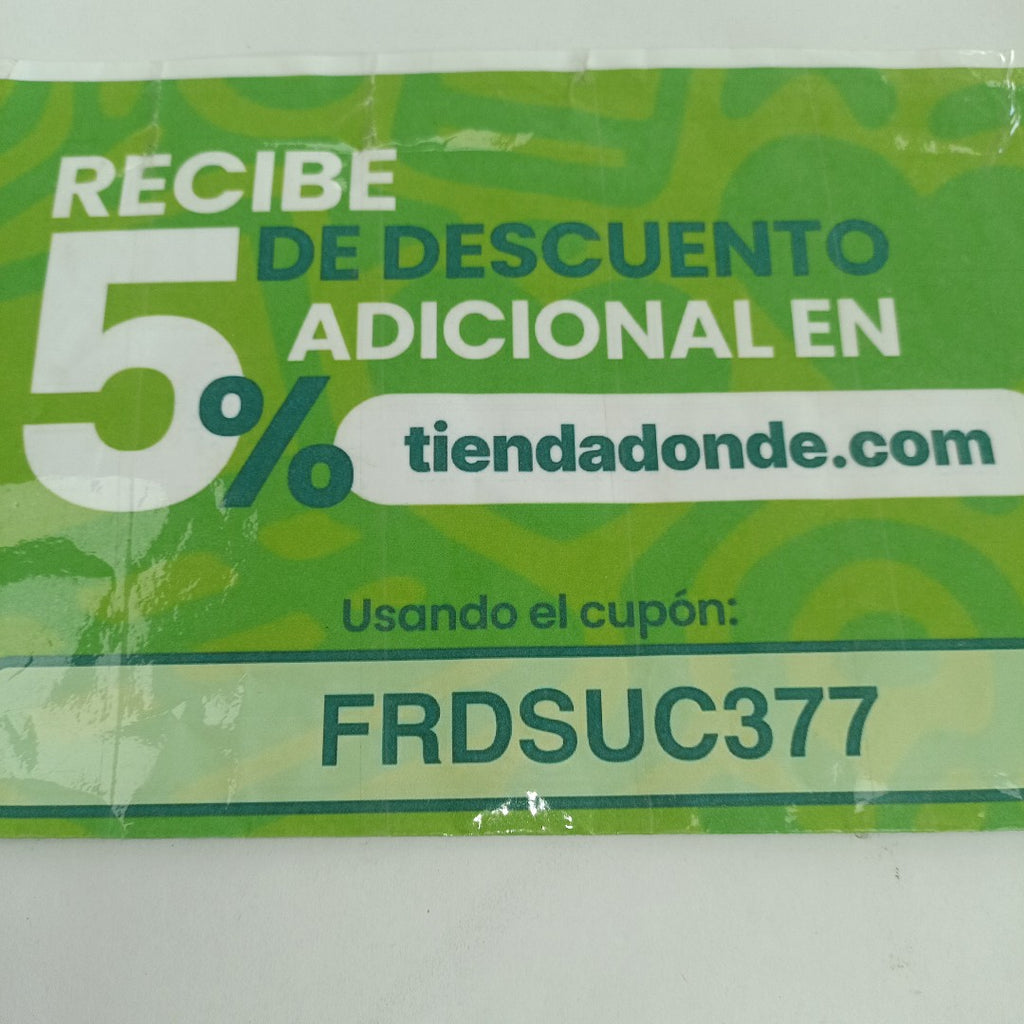 RECIBE
5% DE DESCUENTO
ADICIONAL EN
tiendadonde.com
Usando el cupón:
FRDSUC377